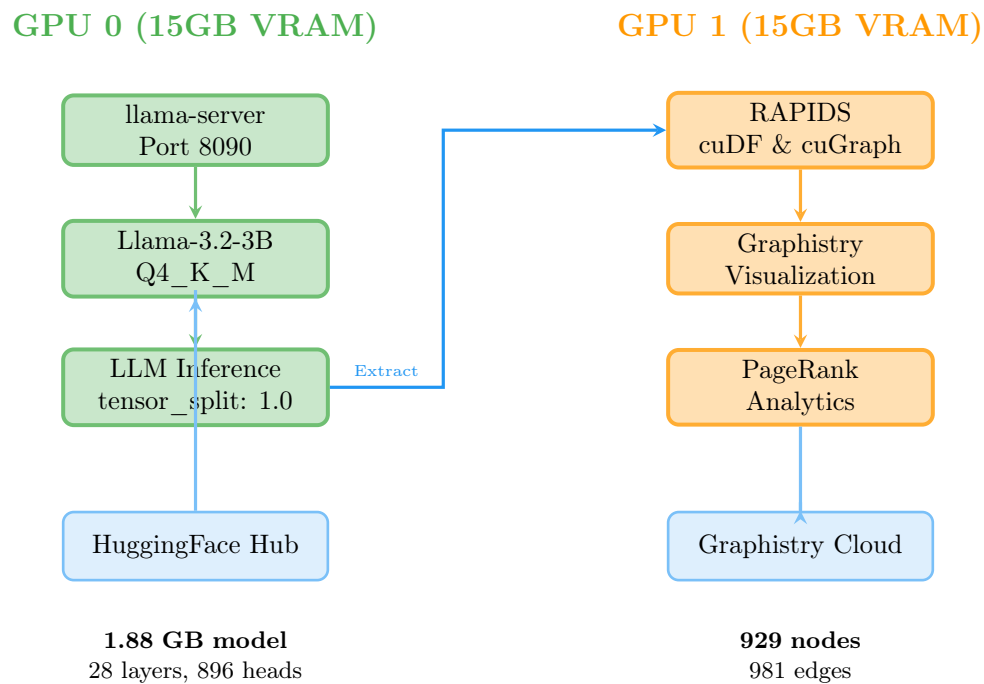 GPU 0 (15GB VRAM)
llama-server
Port 8090
Llama-3.2-3B
Q4_K_M
LLM Inference
tensor_split: 1.0
HuggingFace Hub
1.88 GB model
28 layers, 896 heads
Extract
GPU 1 (15GB VRAM)
RAPIDS
cuDF & cuGraph
Graphistry
Visualization
PageRank
Analytics
Graphistry Cloud
929 nodes
981 edges